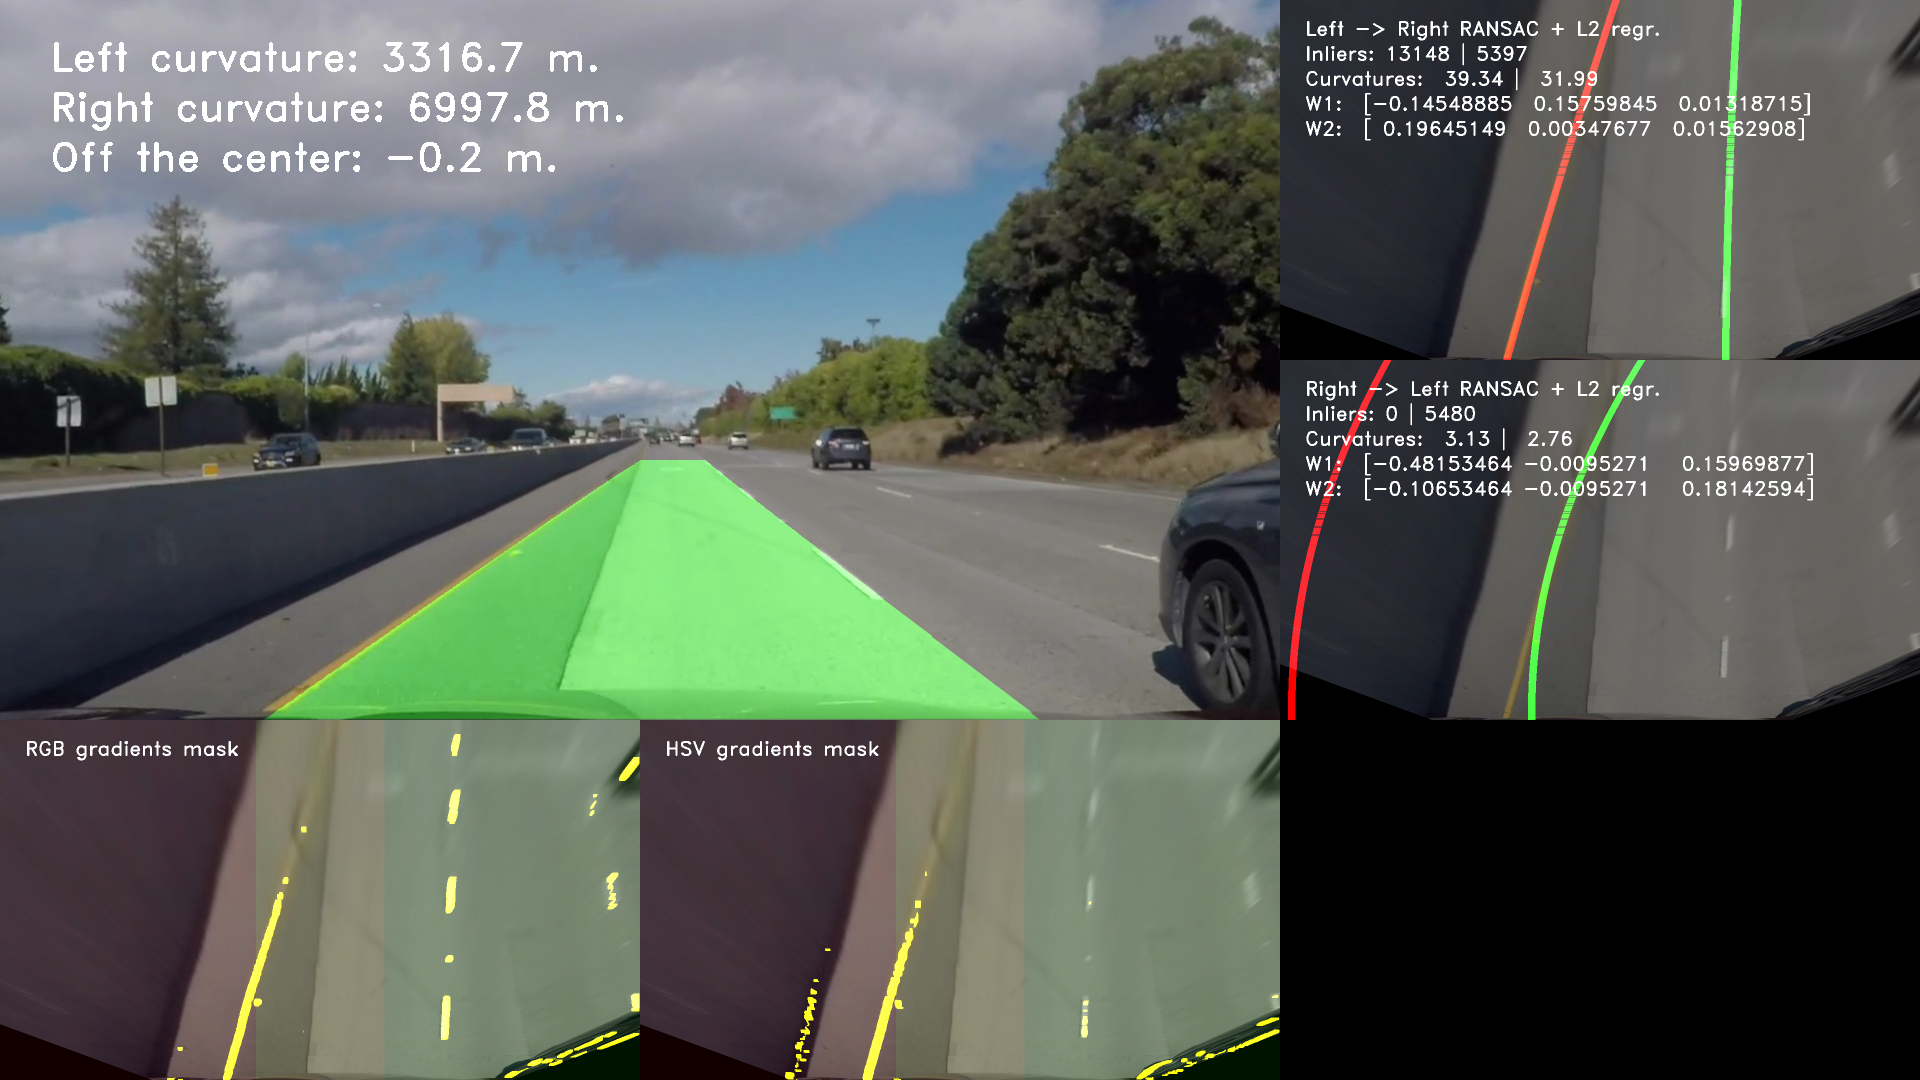 Left curvature: 3316.7 m.
Right curvature: 6997.8 m.
Off the center: -0.2 m.
Left -> Right RANSAC + L2 regr.
Inliers: 13148 | 5397
Curvatures: 39.34 | 31.99
W1: [-0.14548885 0.15759845 0.01318715]
W2: [ 0.19645149 0.00347677 0.01562908]
Right -> Left RANSAC + L2 regr.
Inliers: 0 | 5480
Curvatures: 3.13 | 2.76
W1: [-0.48153464 -0.0095271 0.15969877]
W2: [-0.10653464 -0.0095271 0.18142594]
RGB gradients mask
HSV gradients mask